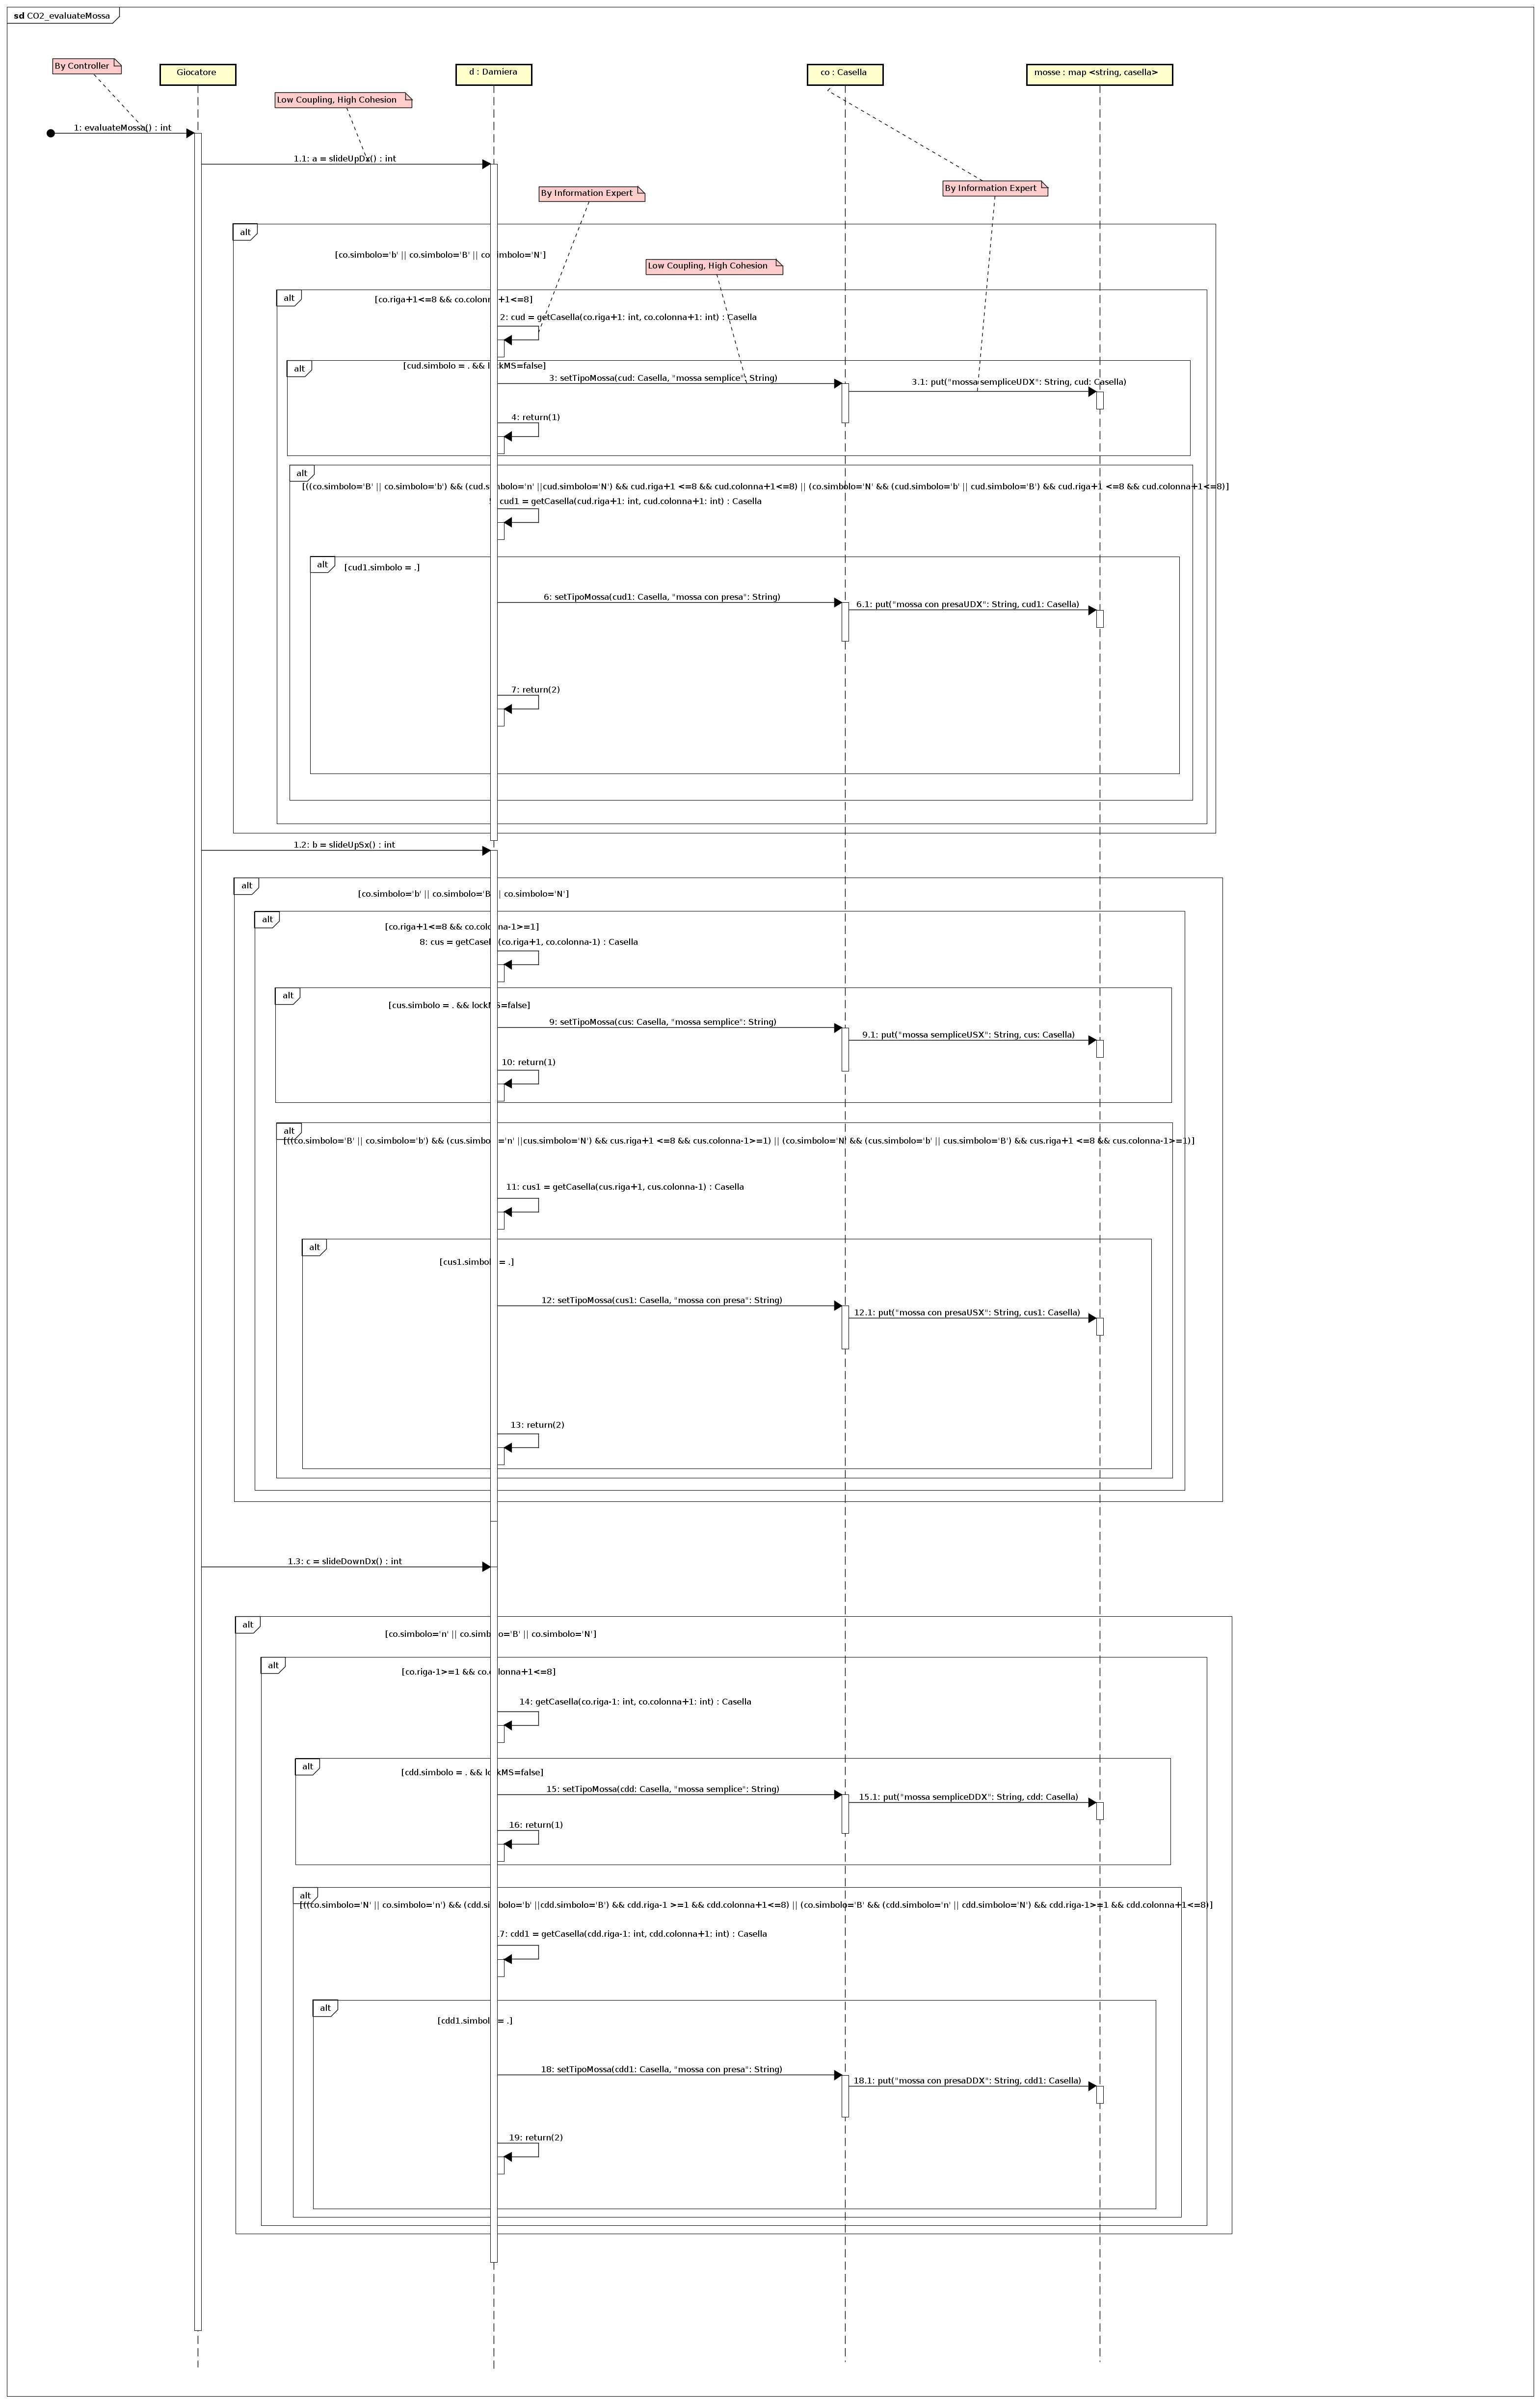 sd CO2_evaluateMossa
By Controller
Giocatore
d : Damiera
co : Casella
mosse : map <string, casella>
Low Coupling, High Cohesion
1: evaluateMossa() : int
1.1: a = slideUpDx() : int
By Information Expert
By Information Expert
alt
[co.simbolo='b' || co.simbolo='B' || co.simbolo='N']
Low Coupling, High Cohesion
alt
[co.riga+1<=8 && co.colonna+1<=8]
2: cud = getCasella(co.riga+1: int, co.colonna+1: int) : Casella
alt
[cud.simbolo = . && lockMS=false]
3: setTipoMossa(cud: Casella, "mossa semplice": String)
3.1: put("mossa sempliceUDX": String, cud: Casella)
4: return(1)
alt
[((co.simbolo='B' || co.simbolo='b') && (cud.simbolo='n' ||cud.simbolo='N') && cud.riga+1 <=8 && cud.colonna+1<=8) || (co.simbolo='N' && (cud.simbolo='b' || cud.simbolo='B') && cud.riga+1 <=8 && cud.colonna+1<=8)]
5: cud1 = getCasella(cud.riga+1: int, cud.colonna+1: int) : Casella
alt
[cud1.simbolo = .]
6: setTipoMossa(cud1: Casella, "mossa con presa": String)
6.1: put("mossa con presaUDX": String, cud1: Casella)
7: return(2)
1.2: b = slideUpSx() : int
alt
[co.simbolo='b' || co.simbolo='B' || co.simbolo='N']
alt
[co.riga+1<=8 && co.colonna-1>=1]
8: cus = getCasella(co.riga+1, co.colonna-1) : Casella
alt
[cus.simbolo = . && lockMS=false]
9: setTipoMossa(cus: Casella, "mossa semplice": String)
9.1: put("mossa sempliceUSX": String, cus: Casella)
10: return(1)
alt
[((co.simbolo='B' || co.simbolo='b') && (cus.simbolo='n' ||cus.simbolo='N') && cus.riga+1 <=8 && cus.colonna-1>=1) || (co.simbolo='N' && (cus.simbolo='b' || cus.simbolo='B') && cus.riga+1 <=8 && cus.colonna-1>=1)]
11: cus1 = getCasella(cus.riga+1, cus.colonna-1) : Casella
alt
[cus1.simbolo = .]
12: setTipoMossa(cus1: Casella, "mossa con presa": String)
12.1: put("mossa con presaUSX": String, cus1: Casella)
13: return(2)
1.3: c = slideDownDx() : int
alt
[co.simbolo='n' || co.simbolo='B' || co.simbolo='N']
alt
[co.riga-1>=1 && co.colonna+1<=8]
14: getCasella(co.riga-1: int, co.colonna+1: int) : Casella
alt
[cdd.simbolo = . && lockMS=false]
15: setTipoMossa(cdd: Casella, "mossa semplice": String)
15.1: put("mossa sempliceDDX": String, cdd: Casella)
16: return(1)
alt
[((co.simbolo='N' || co.simbolo='n') && (cdd.simbolo='b' ||cdd.simbolo='B') && cdd.riga-1 >=1 && cdd.colonna+1<=8) || (co.simbolo='B' && (cdd.simbolo='n' || cdd.simbolo='N') && cdd.riga-1>=1 && cdd.colonna+1<=8)]
17: cdd1 = getCasella(cdd.riga-1: int, cdd.colonna+1: int) : Casella
alt
[cdd1.simbolo = .]
18: setTipoMossa(cdd1: Casella, "mossa con presa": String)
18.1: put("mossa con presaDDX": String, cdd1: Casella)
19: return(2)